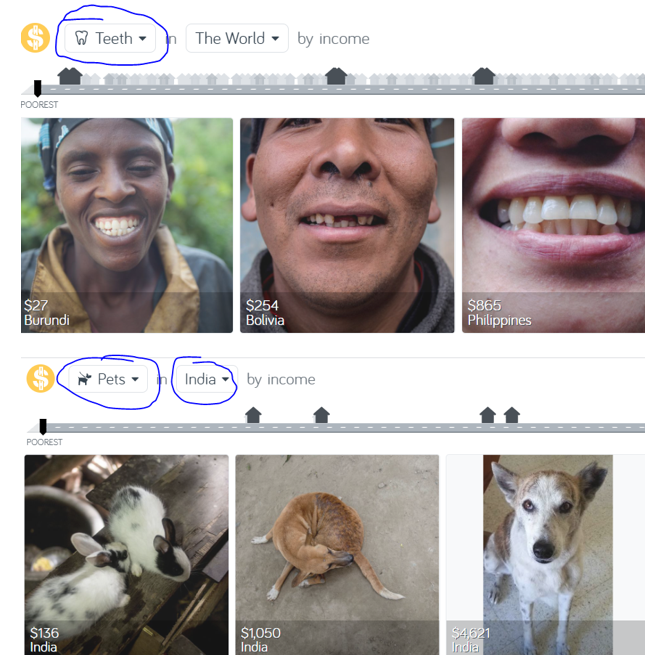 $ Teeth in The World by income
POOREST
$27
Burundi
$254
Bolivia
$865
Philippines
$ Pets in India by income
POOREST
$136
India
$1,050
India
$4,621
India